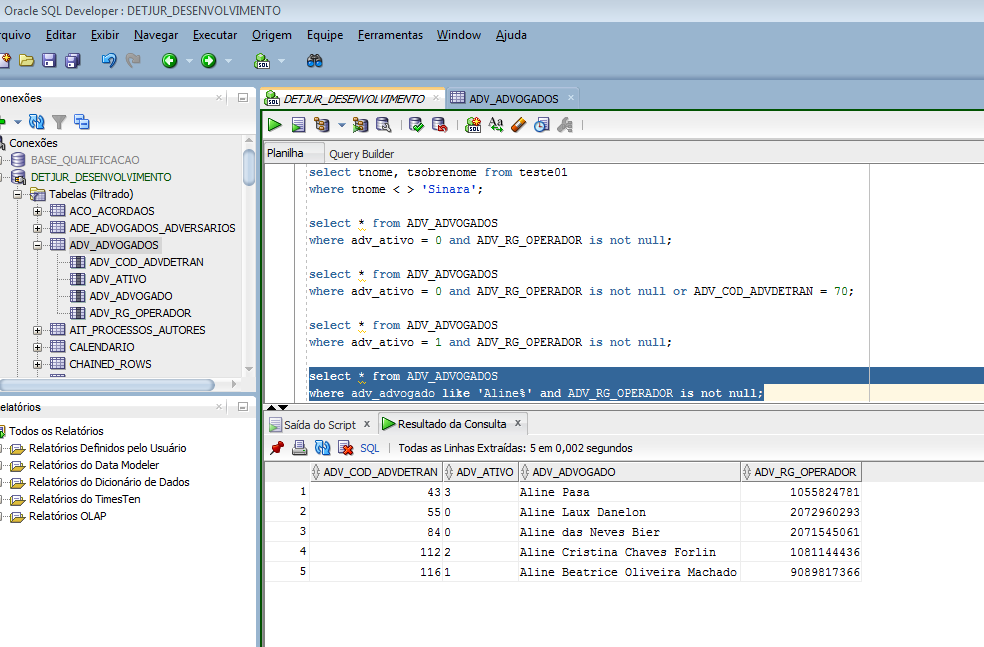 Oracle SQL Developer : DETJUR_DESENVOLVIMENTO
rquivo Editar Exibir Navegar Executar Origem Equipe Ferramentas Window Ajuda
onexões
Conexões
BASE_QUALIFICACAO
DETJUR_DESENVOLVIMENTO
Tabelas (Filtrado)
ACO_ACORDAOS
ADE_ADVOGADOS_ADVERSARIOS
ADV_ADVOGADOS
ADV_COD_ADVDETRAN
ADV_ATIVO
ADV_ADVOGADO
ADV_RG_OPERADOR
AIT_PROCESSOS_AUTORES
CALENDARIO
CHAINED_ROWS
elatórios
Todos os Relatórios
Relatórios Definidos pelo Usuário
Relatórios do Data Modeler
Relatórios do Dicionário de Dados
Relatórios do TimesTen
Relatórios OLAP
DETJUR_DESENVOLVIMENTO ADV_ADVOGADOS
Planilha Query Builder
select tnome, tsobrenome from teste01
where tnome < > 'Sinara';
select * from ADV_ADVOGADOS
where adv_ativo = 0 and ADV_RG_OPERADOR is not null;
select * from ADV_ADVOGADOS
where adv_ativo = 0 and ADV_RG_OPERADOR is not null or ADV_COD_ADVDETRAN = 70;
select * from ADV_ADVOGADOS
where adv_ativo = 1 and ADV_RG_OPERADOR is not null;
select * from ADV_ADVOGADOS
where adv_advogado like 'Aline%' and ADV_RG_OPERADOR is not null;
Saída do Script x Resultado da Consulta x
SQL | Todas as Linhas Extraídas: 5 em 0,002 segundos
ADV_COD_ADVDETRAN ADV_ATIVO ADV_ADVOGADO ADV_RG_OPERADOR
1 43 3 Aline Pasa 1055824781
2 55 0 Aline Laux Danelon 2072960293
3 84 0 Aline das Neves Bier 2071545061
4 112 2 Aline Cristina Chaves Forlin 1081144436
5 116 1 Aline Beatrice Oliveira Machado 9089817366